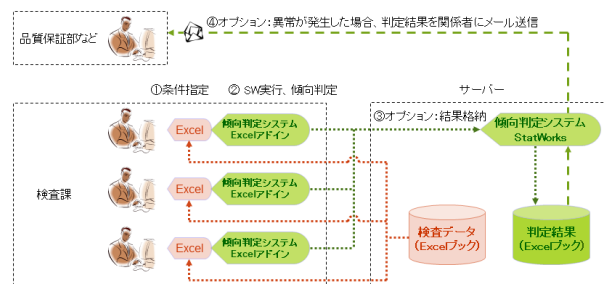 ④オプション：異常が発生した場合、判定結果を関係者にメール送信
品質保証部など
①条件指定 ② SW実行、傾向判定
サーバー
③オプション：結果格納
Excel
傾向判定システム
Excelアドイン
傾向判定システム
StatWorks
検査課
Excel
傾向判定システム
Excelアドイン
Excel
傾向判定システム
Excelアドイン
検査データ
(Excelブック)
判定結果
(Excelブック)